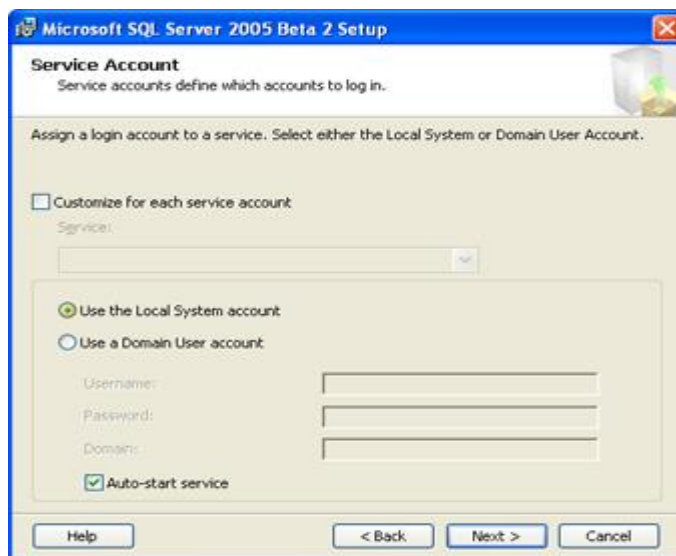 Microsoft SQL Server 2005 Beta 2 Setup
Service Account
Service accounts define which accounts to log in.
Assign a login account to a service. Select either the Local System or Domain User Account.
Customize for each service account
Service:
Use the Local System account
Use a Domain User account
Username:
Password:
Domain:
Auto-start service
Help
< Back
Next >
Cancel